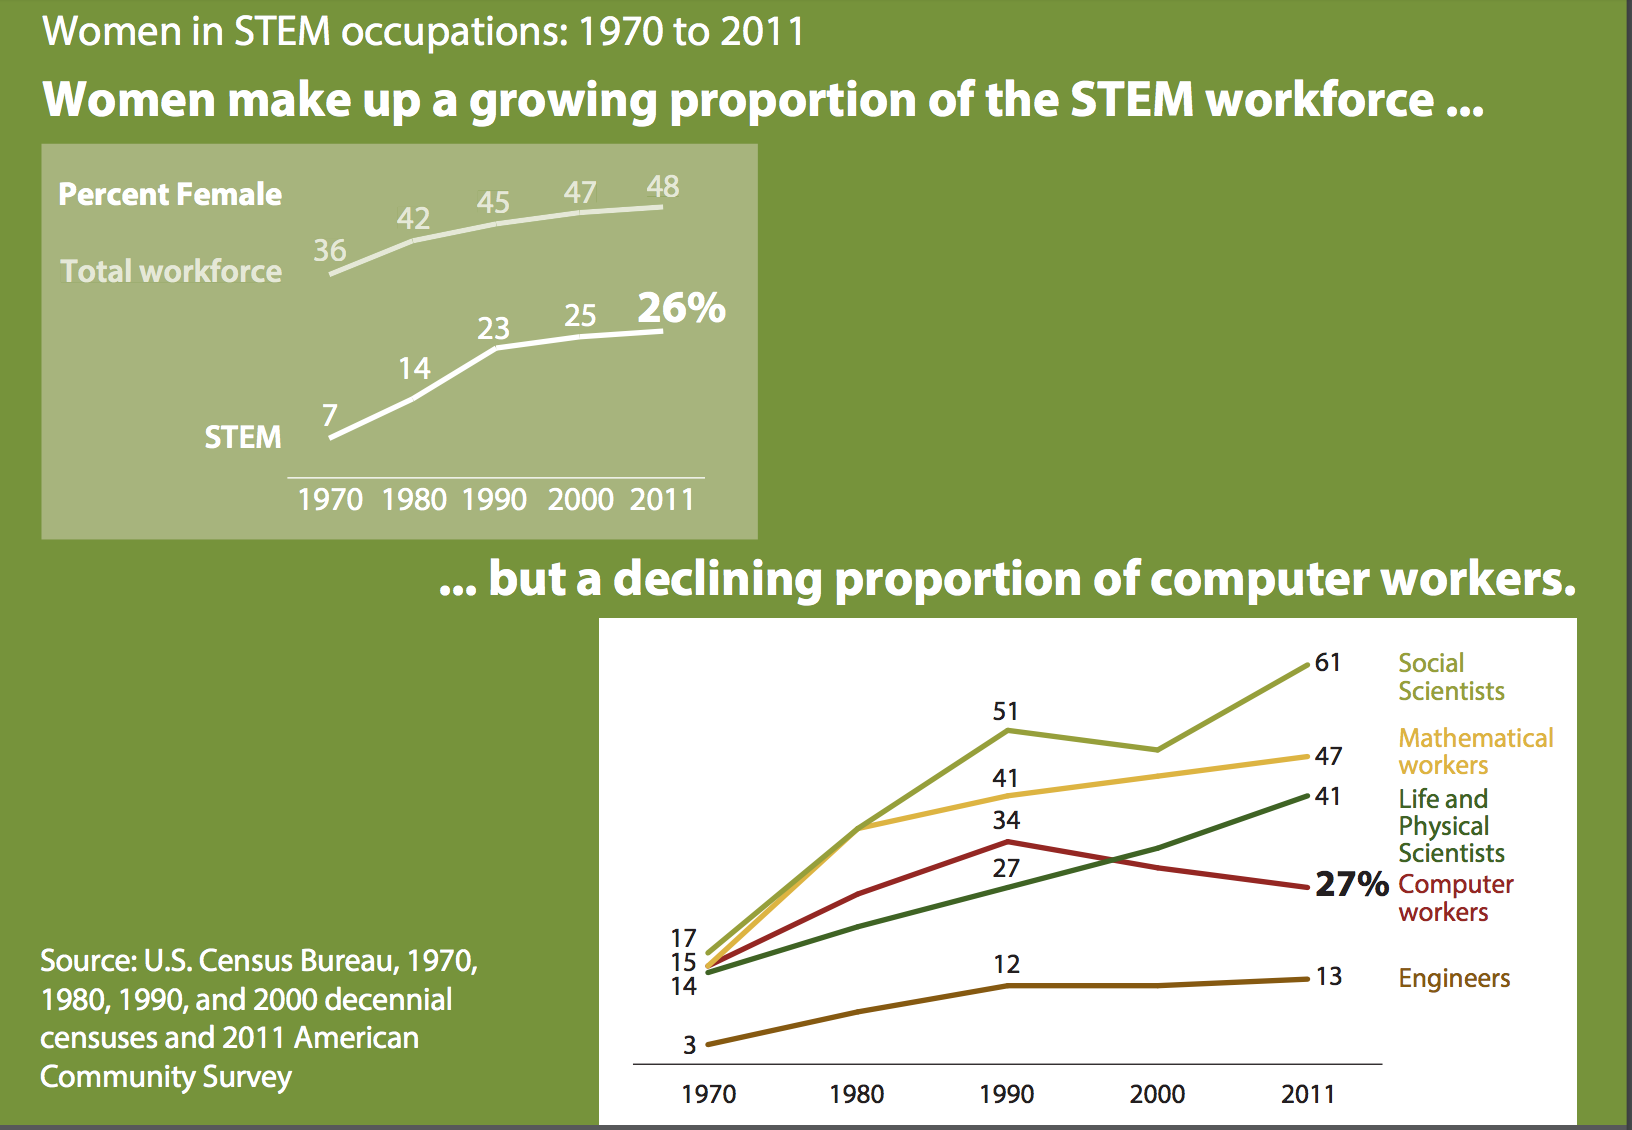 Women in STEM occupations: 1970 to 2011
Women make up a growing proportion of the STEM workforce ...
Percent Female
Total workforce
36
42
45
47
48
STEM
7
14
23
25
26%
1970 1980 1990 2000 2011
... but a declining proportion of computer workers.
61
Social
Scientists
51
Mathematical
workers
47
41
41
Life and
Physical
Scientists
34
27
27%
Computer
workers
17
15
14
12
13
Engineers
3
1970 1980 1990 2000 2011
Source: U.S. Census Bureau, 1970,
1980, 1990, and 2000 decennial
censuses and 2011 American
Community Survey